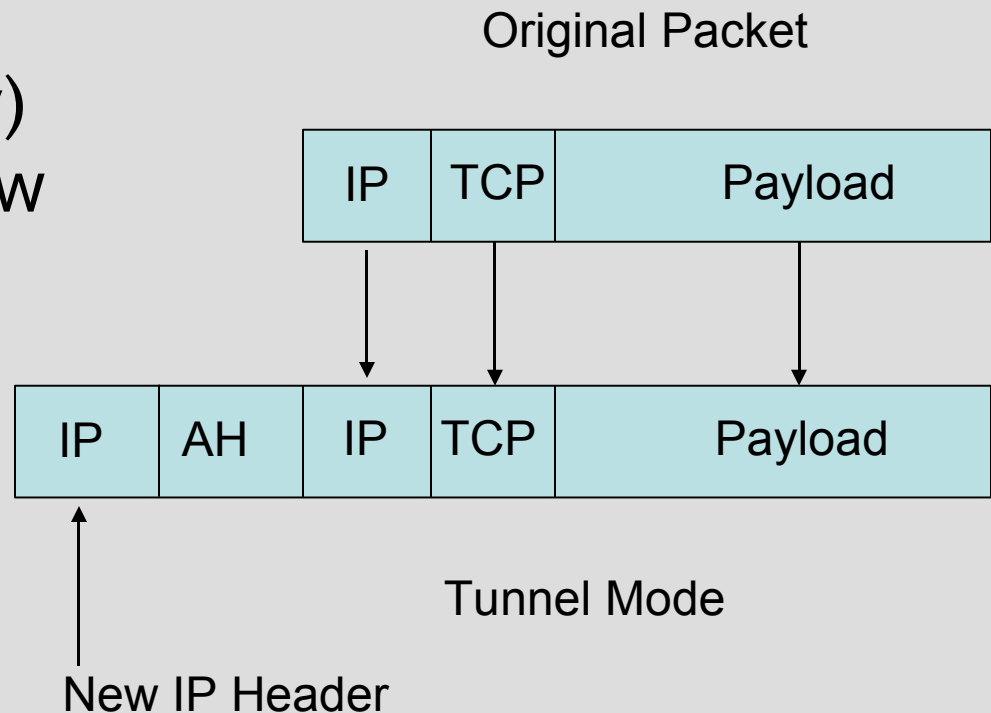 Original Packet
)
w
IP TCP Payload
IP AH IP TCP Payload
Tunnel Mode
New IP Header